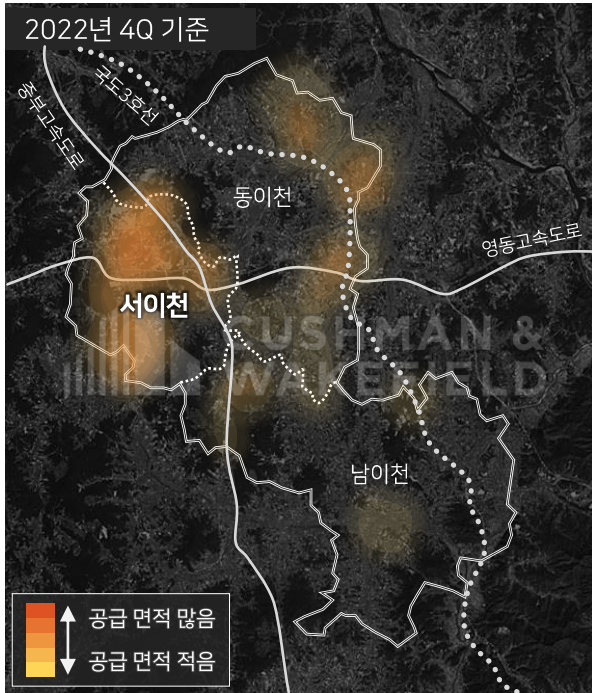 2022년 4Q 기준
국도3호선
중부고속도로
동이천
영동고속도로
서이천
CUSHMAN &
WAKEFIELD
남이천
공급 면적 많음
공급 면적 적음